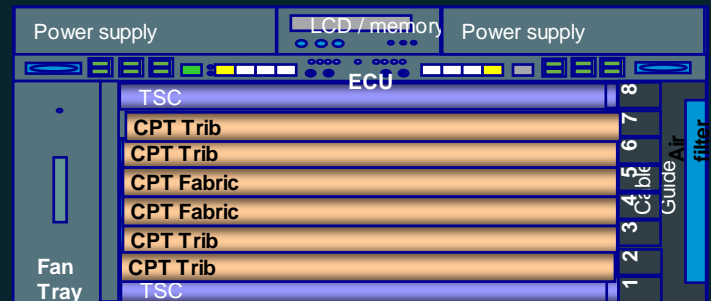 Power supply
LCD / memory
Power supply
ECU
TSC
8
CPT Trib
7
CPT Trib
6
CPT Fabric
5
CPT Fabric
4
CPT Trib
3
CPT Trib
2
TSC
1
Fan
Tray
Cable
Guide
Air
filter